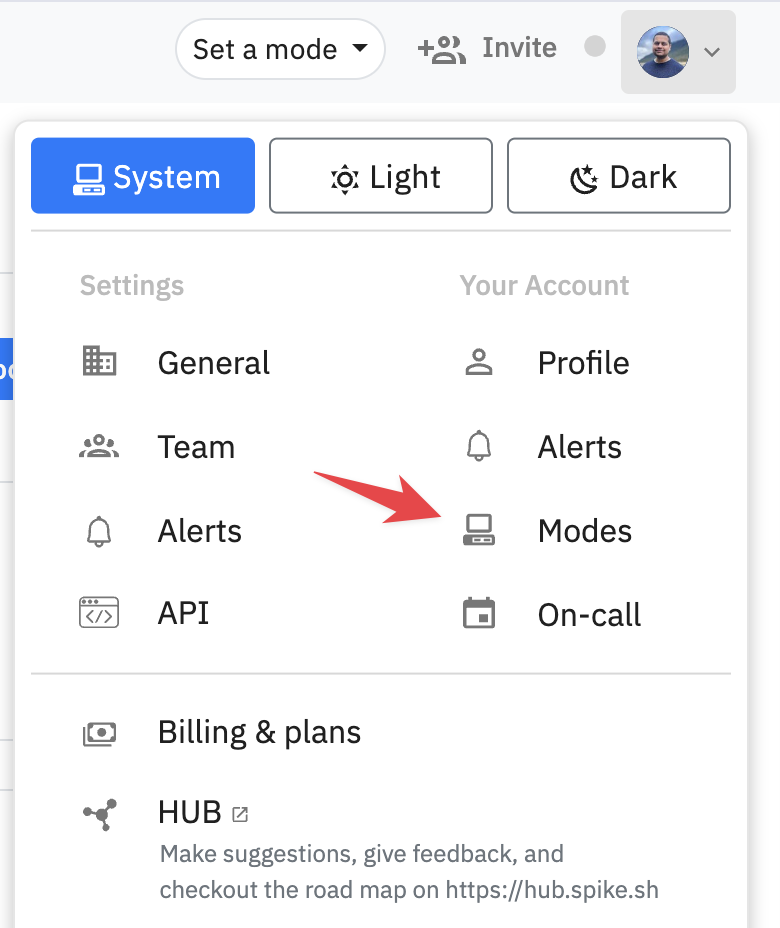 Set a mode
Invite
System
Light
Dark
Settings
Your Account
General
Profile
Team
Alerts
Alerts
Modes
API
On-call
Billing & plans
HUB
Make suggestions, give feedback, and
checkout the road map on https://hub.spike.sh